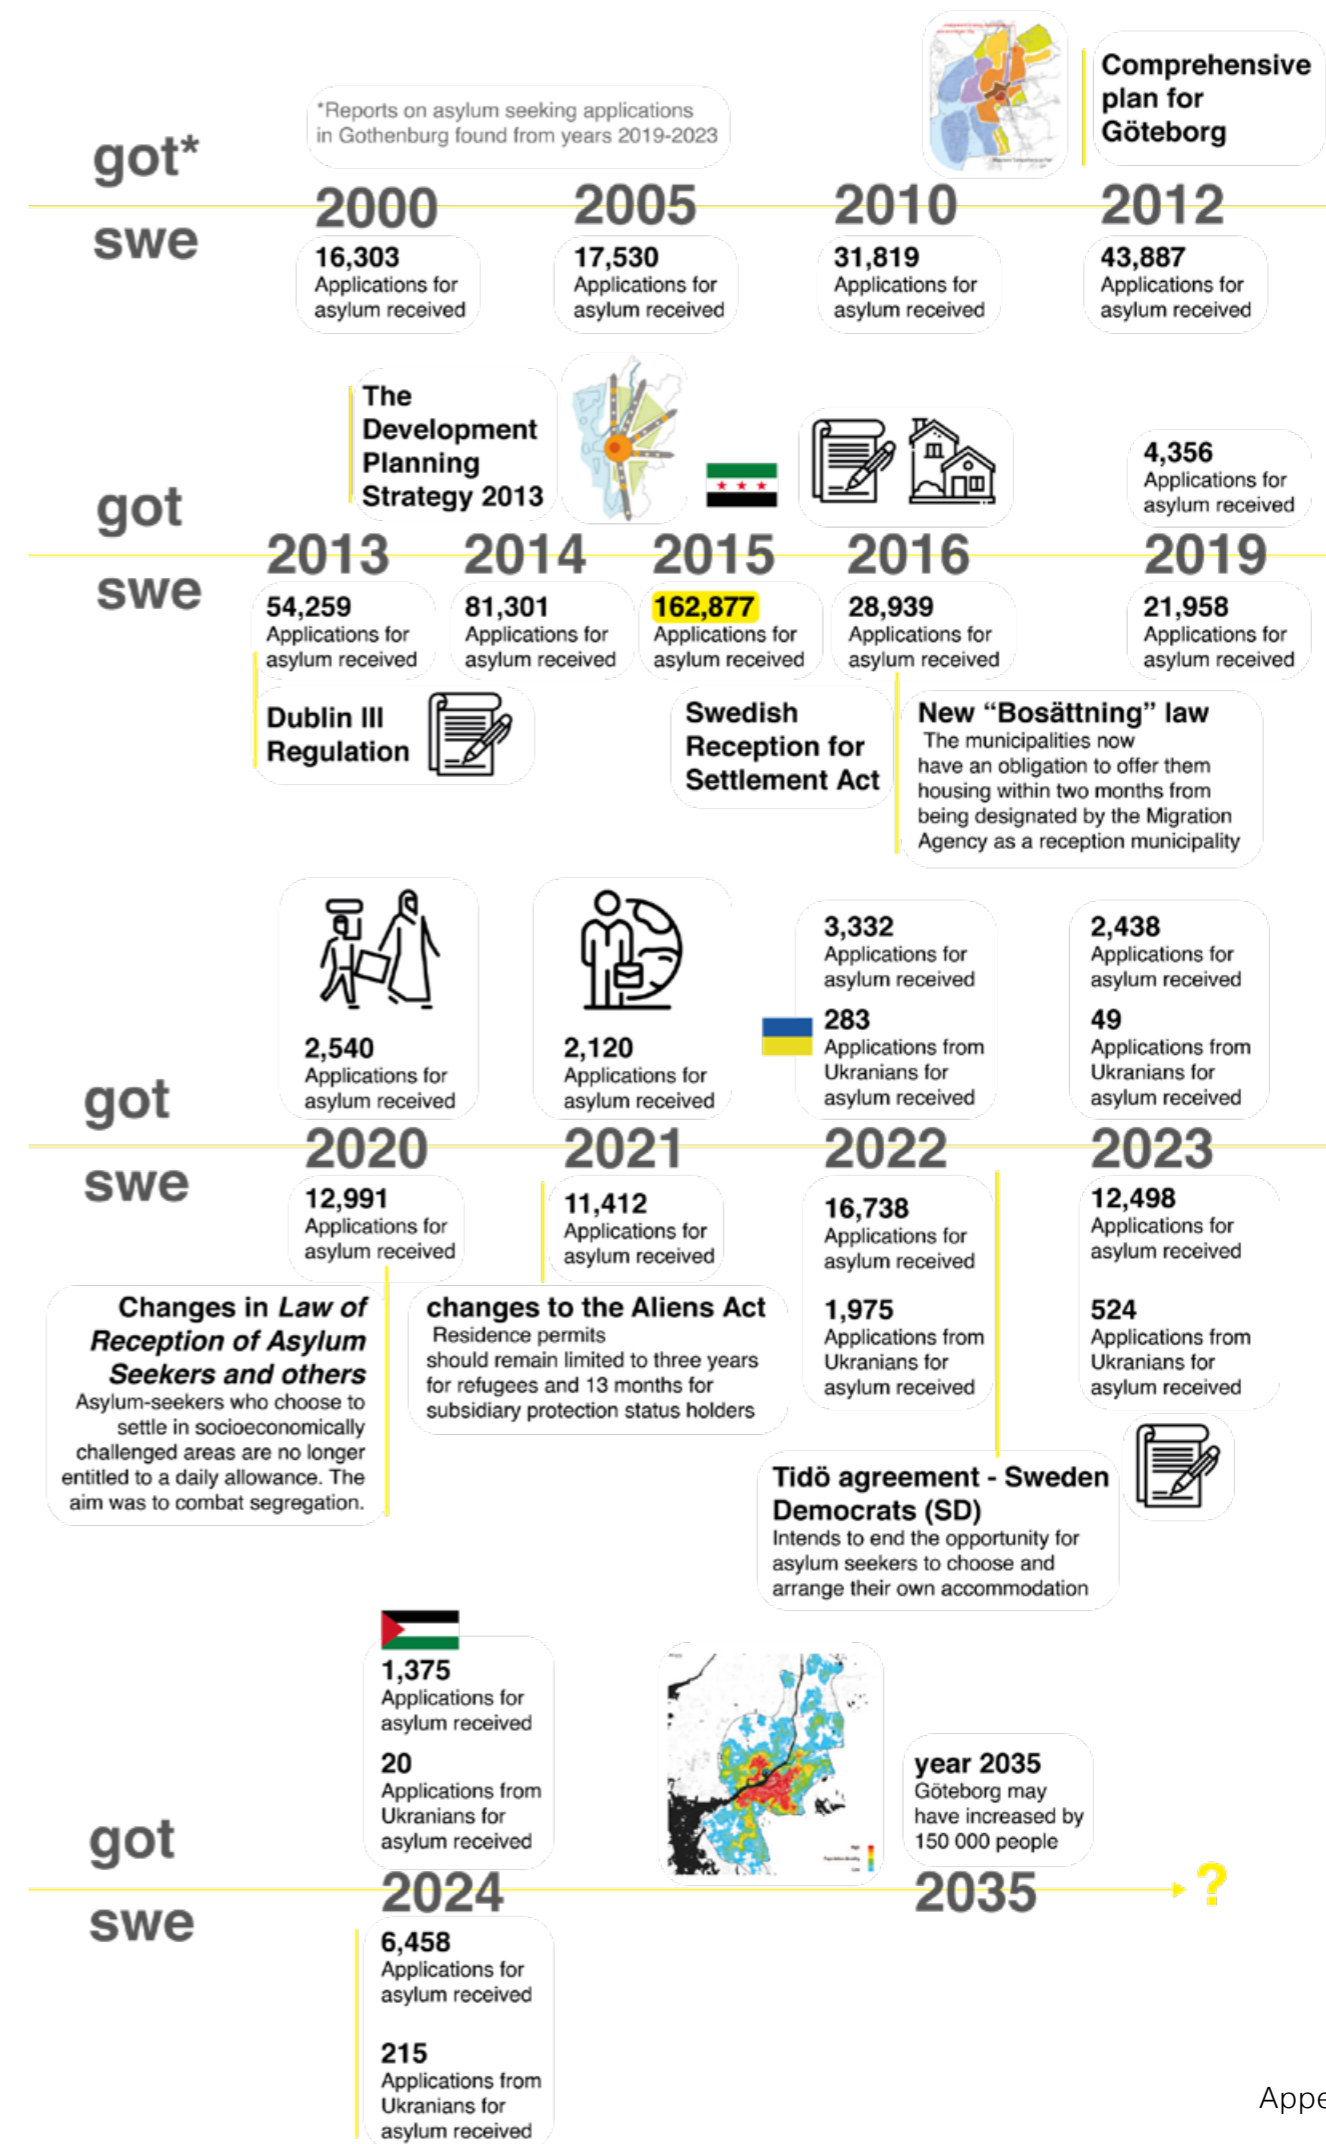 Comprehensive
plan for
Göteborg
*Reports on asylum seeking applications
in Gothenburg found from years 2019-2023
got*
2000
2005
2010
2012
swe
16,303
Applications for
asylum received
17,530
Applications for
asylum received
31,819
Applications for
asylum received
43,887
Applications for
asylum received
The
Development
Planning
Strategy 2013
4,356
Applications for
asylum received
got
2013
2014
2015
2016
2019
swe
54,259
Applications for
asylum received
81,301
Applications for
asylum received
162,877
Applications for
asylum received
28,939
Applications for
asylum received
21,958
Applications for
asylum received
Dublin III
Regulation
Swedish
Reception for
Settlement Act
New “Bosättning” law
The municipalities now
have an obligation to offer them
housing within two months from
being designated by the Migration
Agency as a reception municipality
2,540
Applications for
asylum received
2,120
Applications for
asylum received
3,332
Applications for
asylum received
283
Applications from
Ukranians for
asylum received
2,438
Applications for
asylum received
49
Applications from
Ukranians for
asylum received
got
2020
2021
2022
2023
swe
12,991
Applications for
asylum received
11,412
Applications for
asylum received
16,738
Applications for
asylum received
1,975
Applications from
Ukranians for
asylum received
12,498
Applications for
asylum received
524
Applications from
Ukranians for
asylum received
Changes in Law of
Reception of Asylum
Seekers and others
Asylum-seekers who choose to
settle in socioeconomically
challenged areas are no longer
entitled to a daily allowance. The
aim was to combat segregation.
changes to the Aliens Act
Residence permits
should remain limited to three years
for refugees and 13 months for
subsidiary protection status holders
Tidö agreement - Sweden
Democrats (SD)
Intends to end the opportunity for
asylum seekers to choose and
arrange their own accommodation
1,375
Applications for
asylum received
20
Applications from
Ukranians for
asylum received
year 2035
Göteborg may
have increased by
150 000 people
got
2024
2035
?
swe
6,458
Applications for
asylum received
215
Applications from
Ukranians for
asylum received
Appe